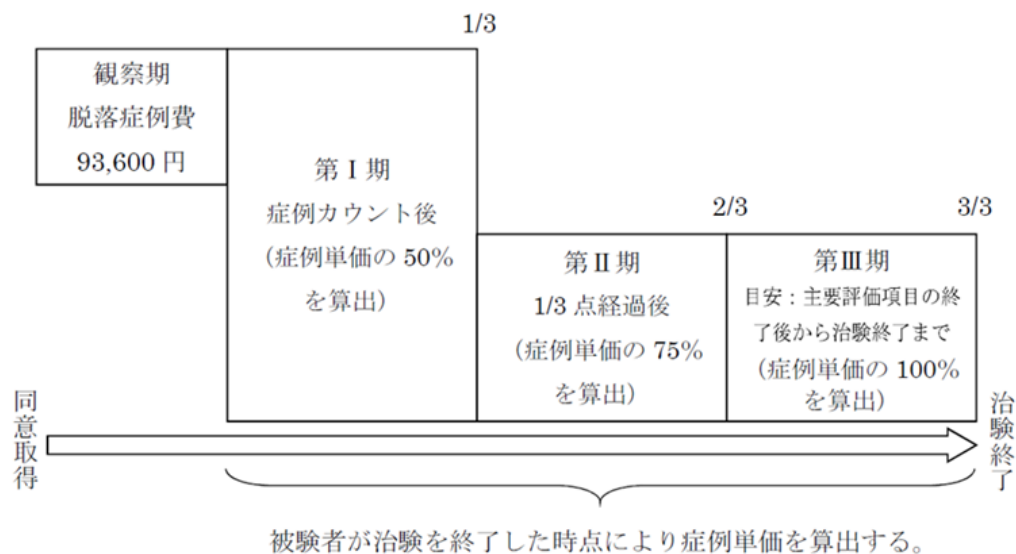 1/3
観察期
脱落症例費
93,600 円
第Ⅰ期
症例カウント後
（症例単価の 50%
を算出）
2/3
第Ⅱ期
1/3 点経過後
（症例単価の 75%
を算出）
3/3
第Ⅲ期
目安：主要評価項目の終
了後から治験終了まで
（症例単価の 100%
を算出）
同意取得
治験終了
被験者が治験を終了した時点により症例単価を算出する。